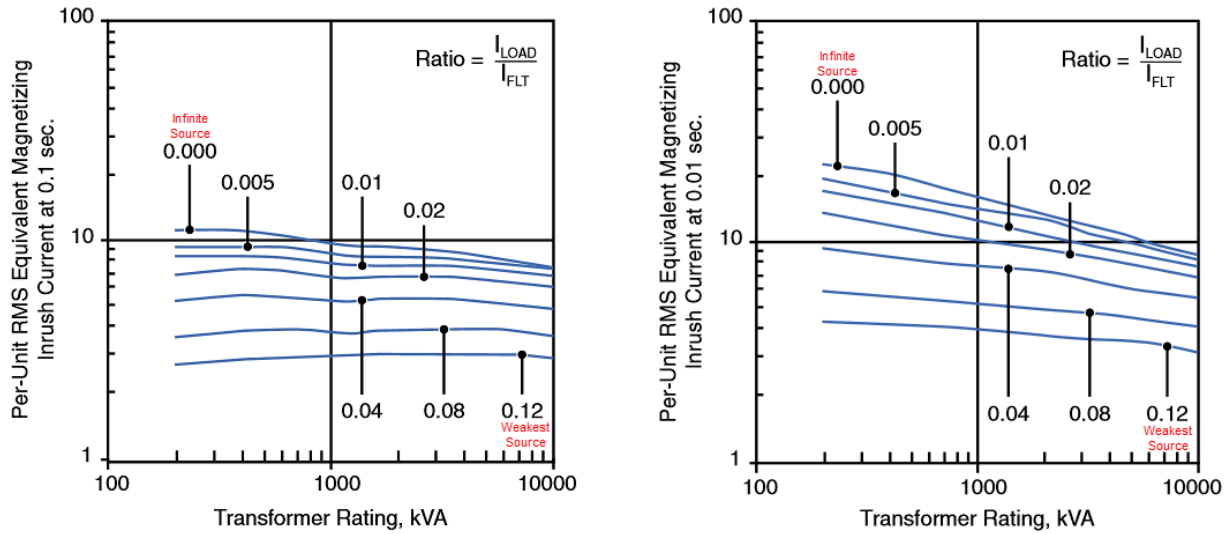 Per-Unit RMS Equivalent Magnetizing
Inrush Current at 0.1 sec.
100
10
1
Ratio = I_LOAD / I_FLT
Infinite
Source
0.000
0.005
0.01
0.02
0.04
0.08
0.12
Weakest
Source
100
1000
10000
Transformer Rating, kVA
Per-Unit RMS Equivalent Magnetizing
Inrush Current at 0.01 sec.
100
10
1
Ratio = I_LOAD / I_FLT
Infinite
Source
0.000
0.005
0.01
0.02
0.04
0.08
0.12
Weakest
Source
100
1000
10000
Transformer Rating, kVA